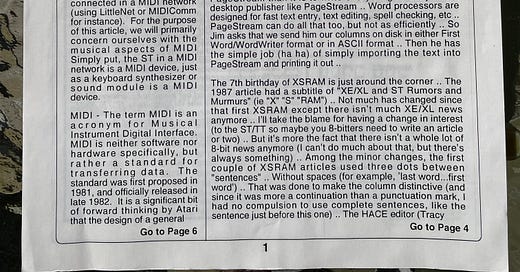 connected in a MIDI network
(using LittleNet or MIDIComm
for instance). For the purpose
of this article, we will primarily
concern ourselves with the
musical aspects of MIDI
Simply put, the ST in a MIDI
network is a MIDI device, just
as a keyboard synthesizer or
sound module is a MIDI
device.
MIDI - The term MIDI is an
acronym for Musical
Instrument Digital Interface.
MIDI is neither software nor
hardware specifically, but
rather a standard for
transferring data. The
standard was first proposed in
1981, and officially released in
late 1982. It is a significant bit
of forward thinking by Atari
that the design of a general
Go to Page 6
desktop publisher like PageStream .. Word processors are
designed for fast text entry, text editing, spell checking, etc ..
PageStream can do all that too, but not as efficiently .. So
Jim asks that we send him our columns on disk in either First
Word/WordWriter format or in ASCII format .. Then he has
the simple job (ha ha) of simply importing the text into
PageStream and printing it out ..
The 7th birthday of XSRAM is just around the corner .. The
1987 article had a subtitle of "XE/XL and ST Rumors and
Murmurs" (ie "X" "S" "RAM") .. Not much has changed since
that first XSRAM except there isn't much XE/XL news
anymore .. I'll take the blame for having a change in interest
(to the ST/TT so maybe you 8-bitters need to write an article
or two) .. But it's more the fact that there isn't a whole lot of
8-bit news anymore (I can't do much about that, but there's
always something) .. Among the minor changes, the first
couple of XSRAM articles used three dots between
"sentences" .. Without spaces (for example, 'last word...first
word') .. That was done to make the column distinctive (and
since it was more a continuation than a punctuation mark, I
had no compulsion to use complete sentences, like the
sentence just before this one) .. The HACE editor (Tracy
Go to Page 4
1